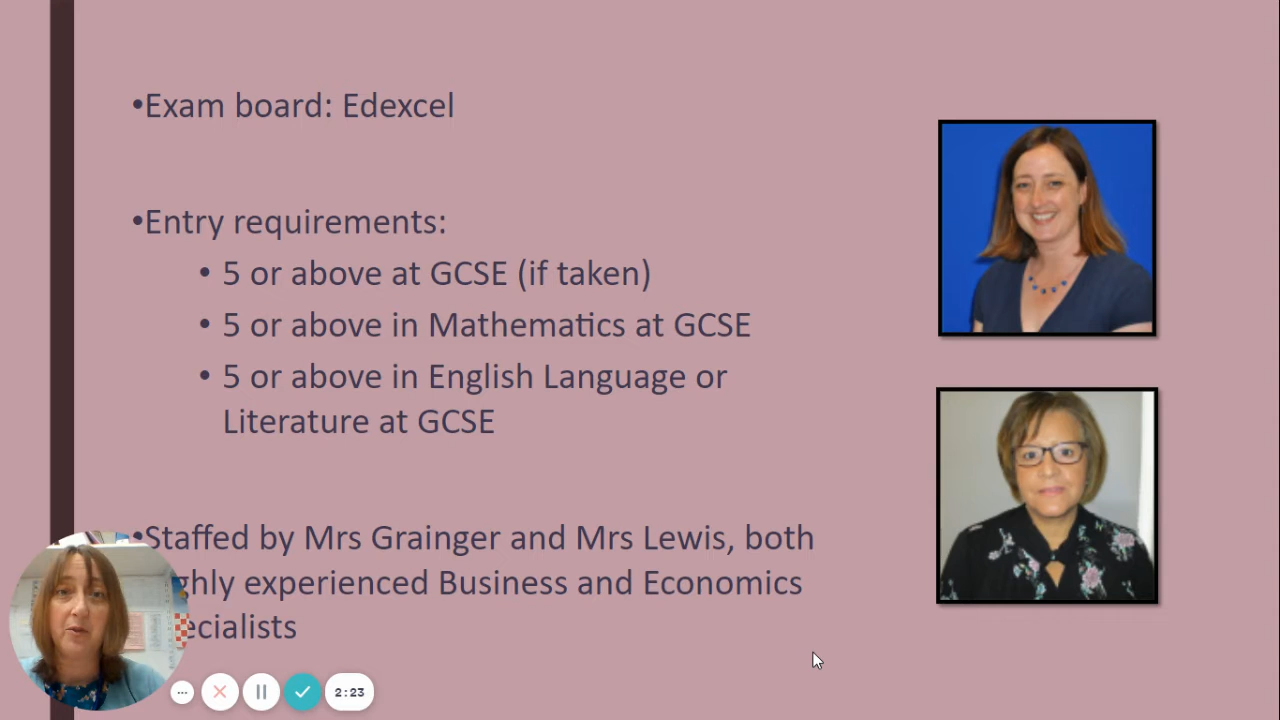 •Exam board: Edexcel
•Entry requirements:
• 5 or above at GCSE (if taken)
• 5 or above in Mathematics at GCSE
• 5 or above in English Language or
Literature at GCSE
•Staffed by Mrs Grainger and Mrs Lewis, both
experienced Business and Economics
2:23